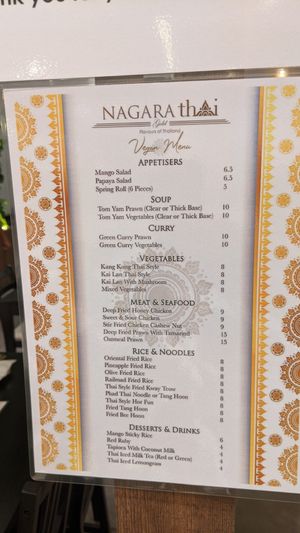 NAGARA thai
Gold
Flavours of Thailand
Vegan Menu
APPETISERS
Mango Salad 6.5
Papaya Salad 6.5
Spring Roll (6 Pieces) 5
SOUP
Tom Yam Prawn (Clear or Thick Base) 10
Tom Yam Vegetables (Clear or Thick Base) 10
CURRY
Green Curry Prawn 10
Green Curry Vegetables 10
VEGETABLES
Kang Kong Thai Style 8
Kai Lan Thai Style 8
Kai Lan With Mushroom 8
Mixed Vegetables 8
MEAT & SEAFOOD
Deep Fried Honey Chicken 9
Sweet & Sour Chicken 9
Stir Fried Chicken Cashew Nut 9
Deep Fried Prawn With Tamarind 15
Oatmeal Prawn 15
RICE & NOODLES
Oriental Fried Rice 8
Pineapple Fried Rice 8
Olive Fried Rice 8
Railroad Fried Rice 8
Thai Style Fried Kway Teow 8
Phad Thai Noodle or Tang Hoon 8
Thai Style Hor Fun 8
Fried Tang Hoon 8
Fried Bee Hoon 8
DESSERTS & DRINKS
Mango Sticky Rice 6
Red Ruby 4
Tapioca With Coconut Milk 4
Thai Iced Milk Tea (Red or Green) 4
Thai Iced Lemongrass 4